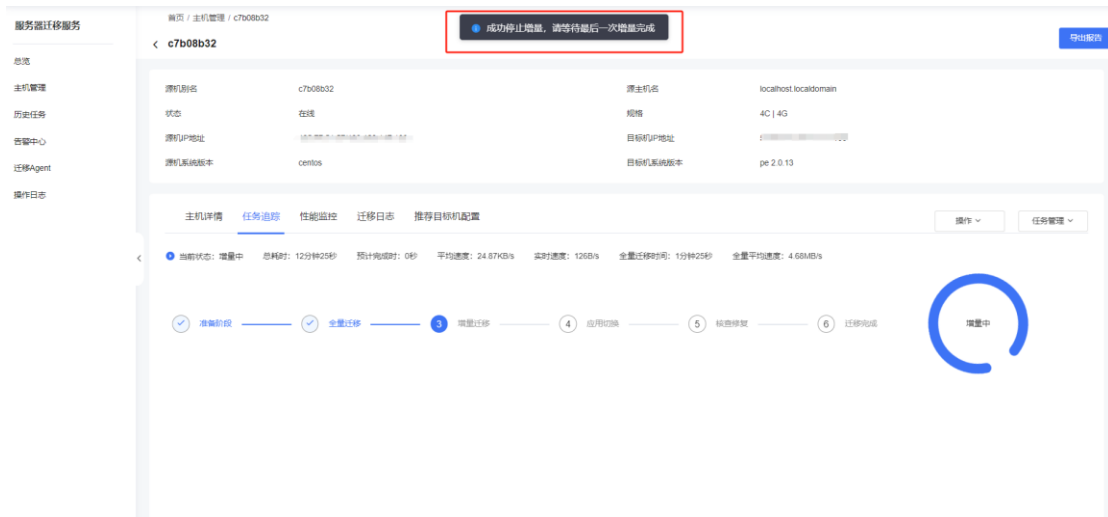 服务器迁移服务
总览
主机管理
历史任务
告警中心
迁移Agent
操作日志
首页 / 主机管理 / c7b08b32
c7b08b32
成功停止增量，请等待最后一次增量完成
导出报告
源机别名 c7b08b32 源主机名 localhost.localdomain
状态 在线 规格 4C | 4G
源机IP地址 目标机IP地址
源机系统版本 centos 目标机系统版本 pe 2.0.13
主机详情 任务追踪 性能监控 迁移日志 推荐目标机配置 操作 任务管理
当前状态：增量中 总耗时：12分钟25秒 预计完成时：0秒 平均速度：24.87KB/s 实时速度：126B/s 全量迁移时间：1分钟25秒 全量平均速度：4.68MB/s
准备阶段 全量迁移 3 增量迁移 4 应用切换 5 核查修复 6 迁移完成 增量中